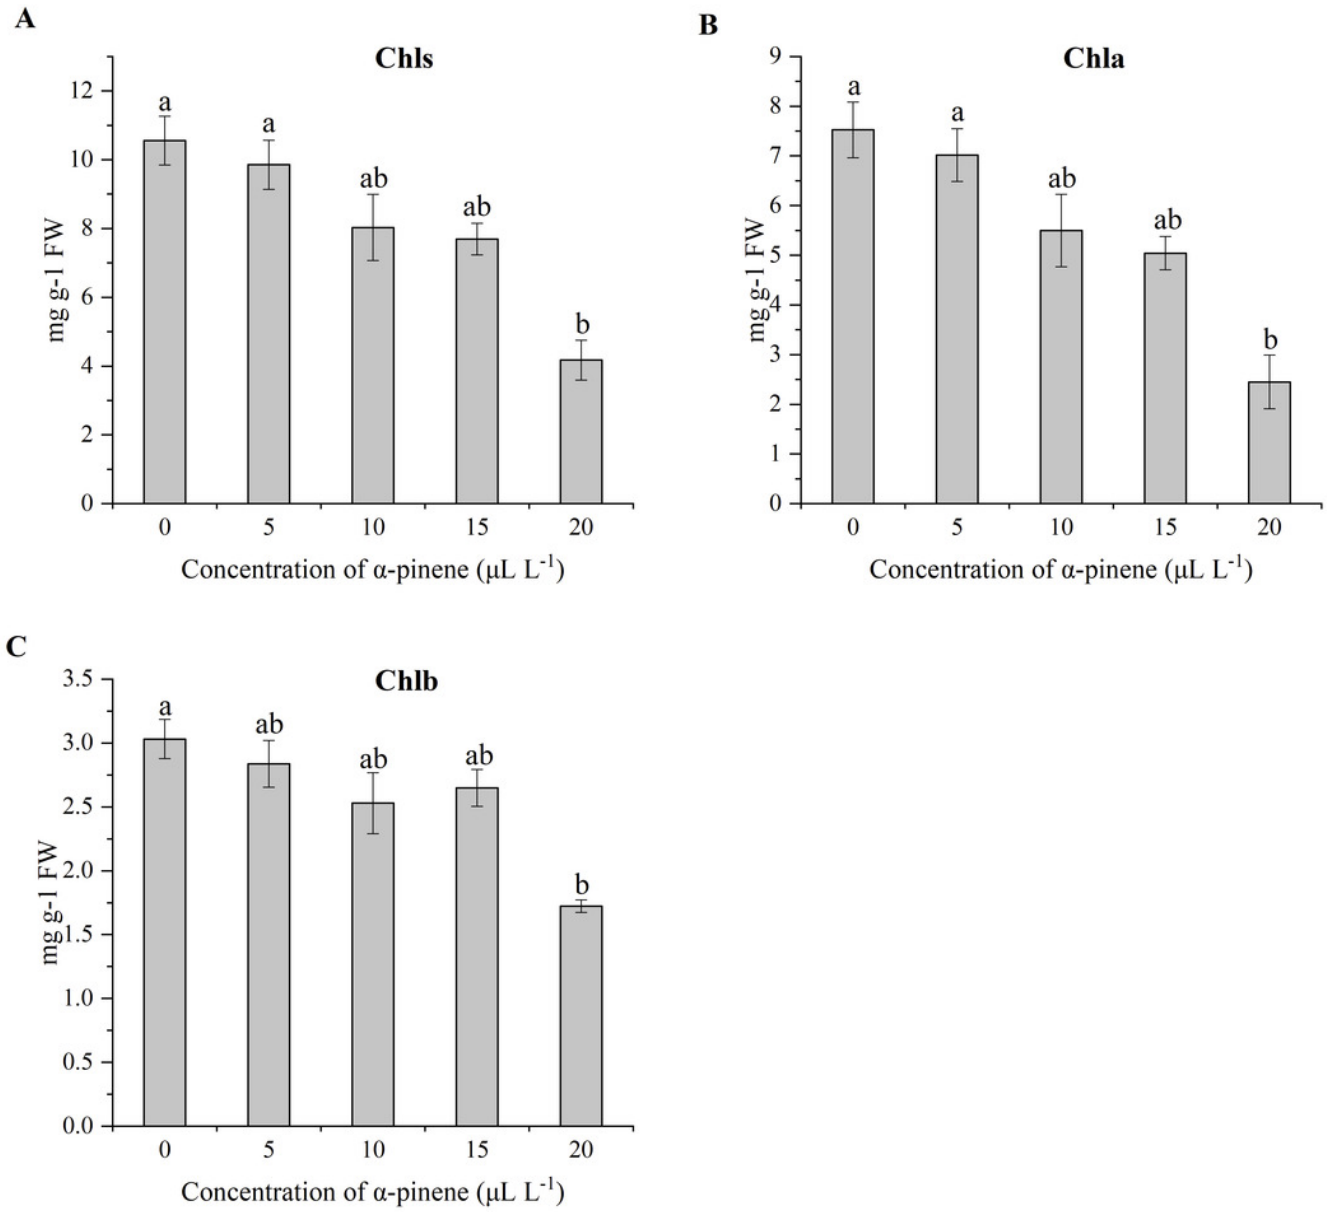 A
Chls
mg g-1 FW
12
10
8
6
4
2
0
a
a
ab
ab
b
0 5 10 15 20
Concentration of α-pinene (μL L⁻¹)
B
Chla
mg g-1 FW
9
8
7
6
5
4
3
2
1
0
a
a
ab
ab
b
0 5 10 15 20
Concentration of α-pinene (μL L⁻¹)
C
Chlb
mg g-1 FW
3.5
3.0
2.5
2.0
1.5
1.0
0.5
0.0
a
ab
ab
ab
b
0 5 10 15 20
Concentration of α-pinene (μL L⁻¹)